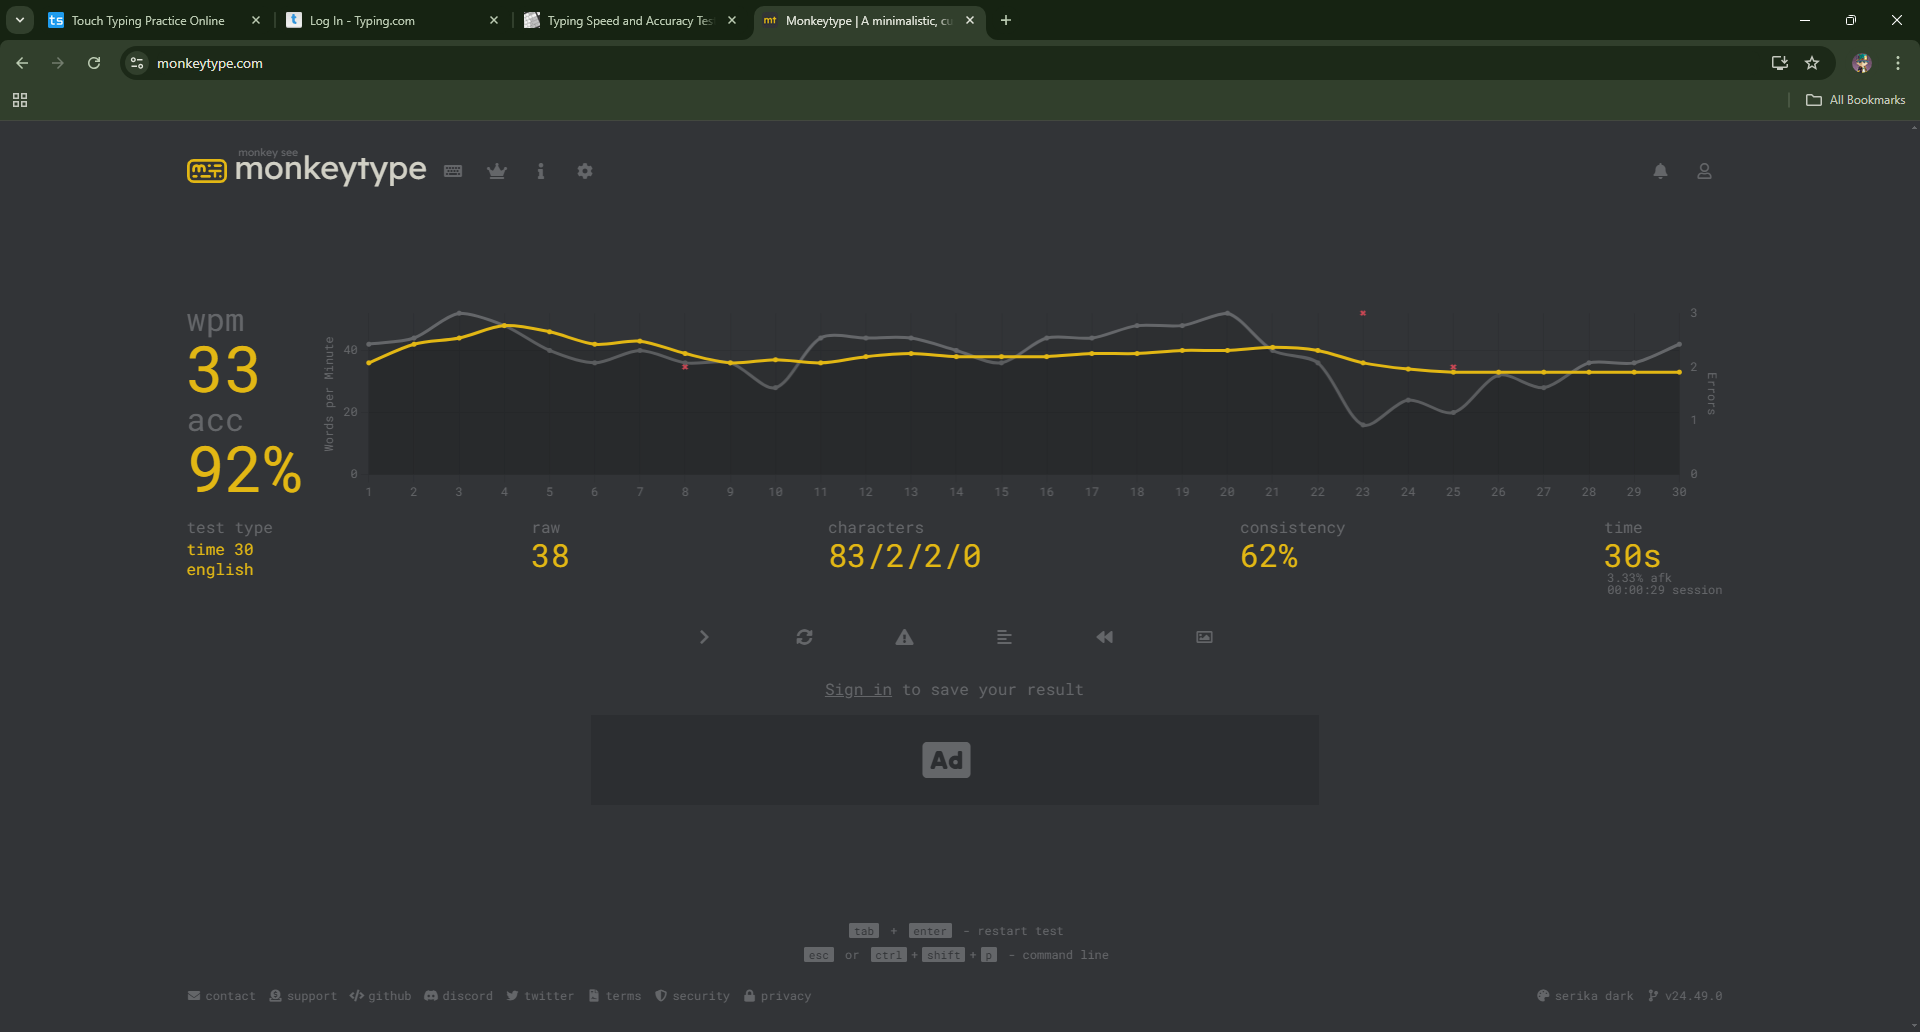 ts Touch Typing Practice Online
t Log In - Typing.com
Typing Speed and Accuracy Tes
mt Monkeytype | A minimalistic, cu
monkeytype.com
All Bookmarks
monkey see
monkeytype
wpm
33
acc
92%
Words per Minute
40
20
0
3
2
1
0
Errors
1 2 3 4 5 6 7 8 9 10 11 12 13 14 15 16 17 18 19 20 21 22 23 24 25 26 27 28 29 30
test type
time 30
english
raw
38
characters
83/2/2/0
consistency
62%
time
30s
3.33% afk
00:00:29 session
Sign in to save your result
Ad
tab + enter - restart test
esc or ctrl + shift + p - command line
contact support github discord twitter terms security privacy
serika dark v24.49.0